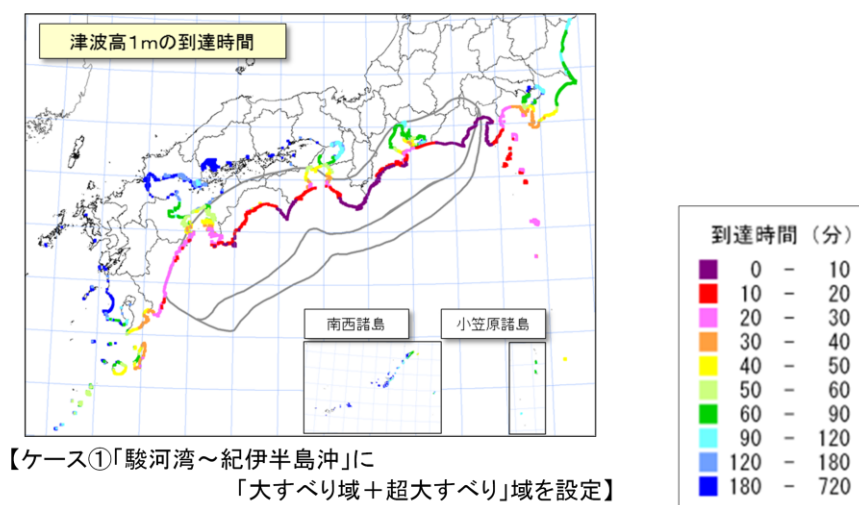 津波高1mの到達時間
南西諸島
小笠原諸島
【ケース①「駿河湾～紀伊半島沖」に
「大すべり域＋超大すべり」域を設定】
到達時間（分）
0 － 10
10 － 20
20 － 30
30 － 40
40 － 50
50 － 60
60 － 90
90 － 120
120 － 180
180 － 720